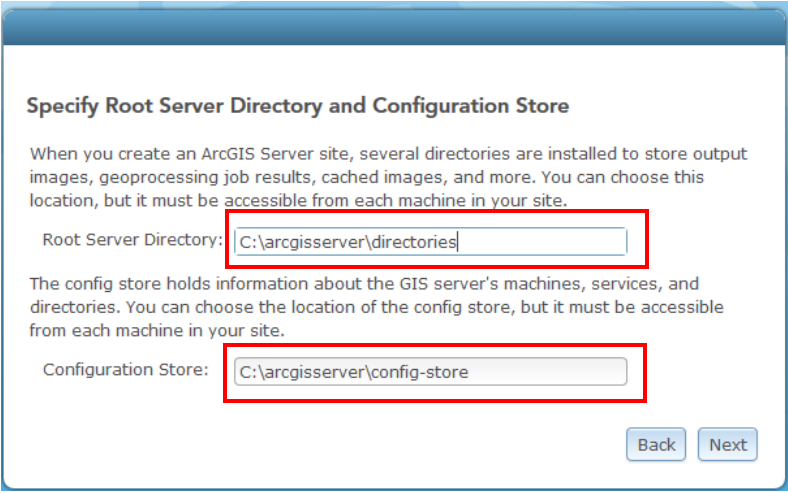 Specify Root Server Directory and Configuration Store
When you create an ArcGIS Server site, several directories are installed to store output
images, geoprocessing job results, cached images, and more. You can choose this
location, but it must be accessible from each machine in your site.
Root Server Directory: C:\arcgisserver\directories
The config store holds information about the GIS server's machines, services, and
directories. You can choose the location of the config store, but it must be accessible
from each machine in your site.
Configuration Store: C:\arcgisserver\config-store
Back Next